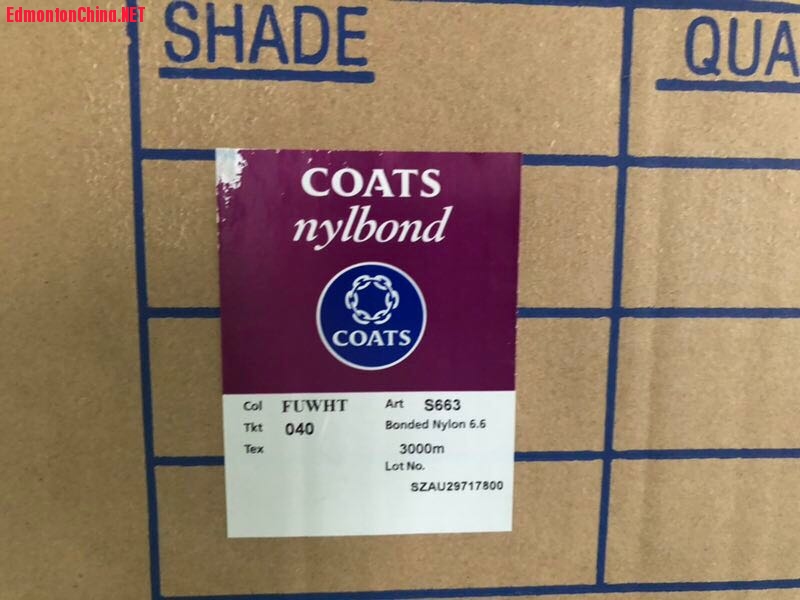 EdmontonChina.NET
SHADE
QUA
COATS
nylbond
COATS
Col FUWHT Art S663
Tkt 040 Bonded Nylon 6.6
Tex 3000m
Lot No.
SZAU29717800